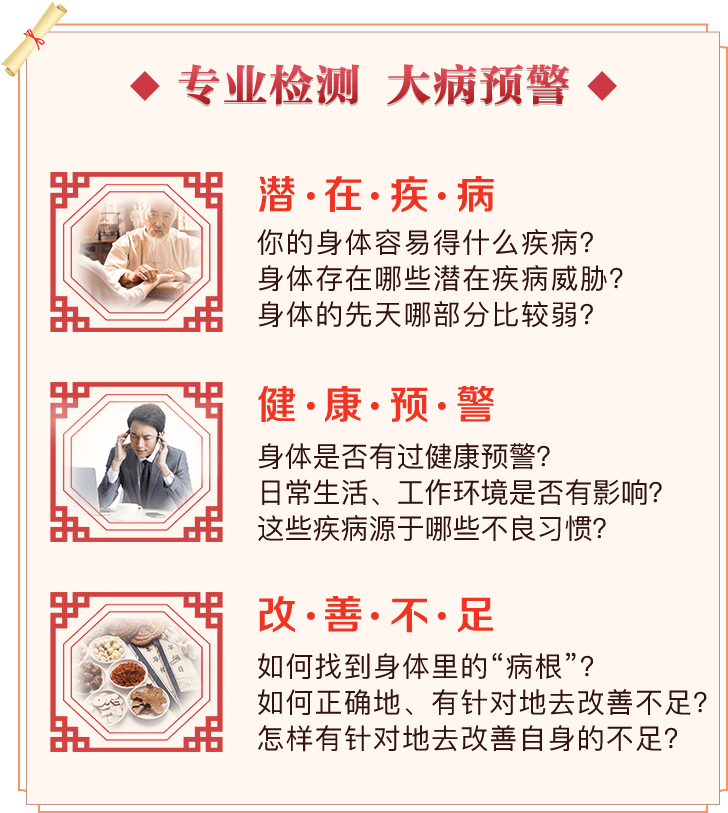 专业检测 大病预警
潜·在·疾·病
你的身体容易得什么疾病？
身体存在哪些潜在疾病威胁？
身体的先天哪部分比较弱？
健·康·预·警
身体是否有过健康预警？
日常生活、工作环境是否有影响？
这些疾病源于哪些不良习惯？
改·善·不·足
如何找到身体里的“病根”？
如何正确地、有针对地去改善不足？
怎样有针对地去改善自身的不足？